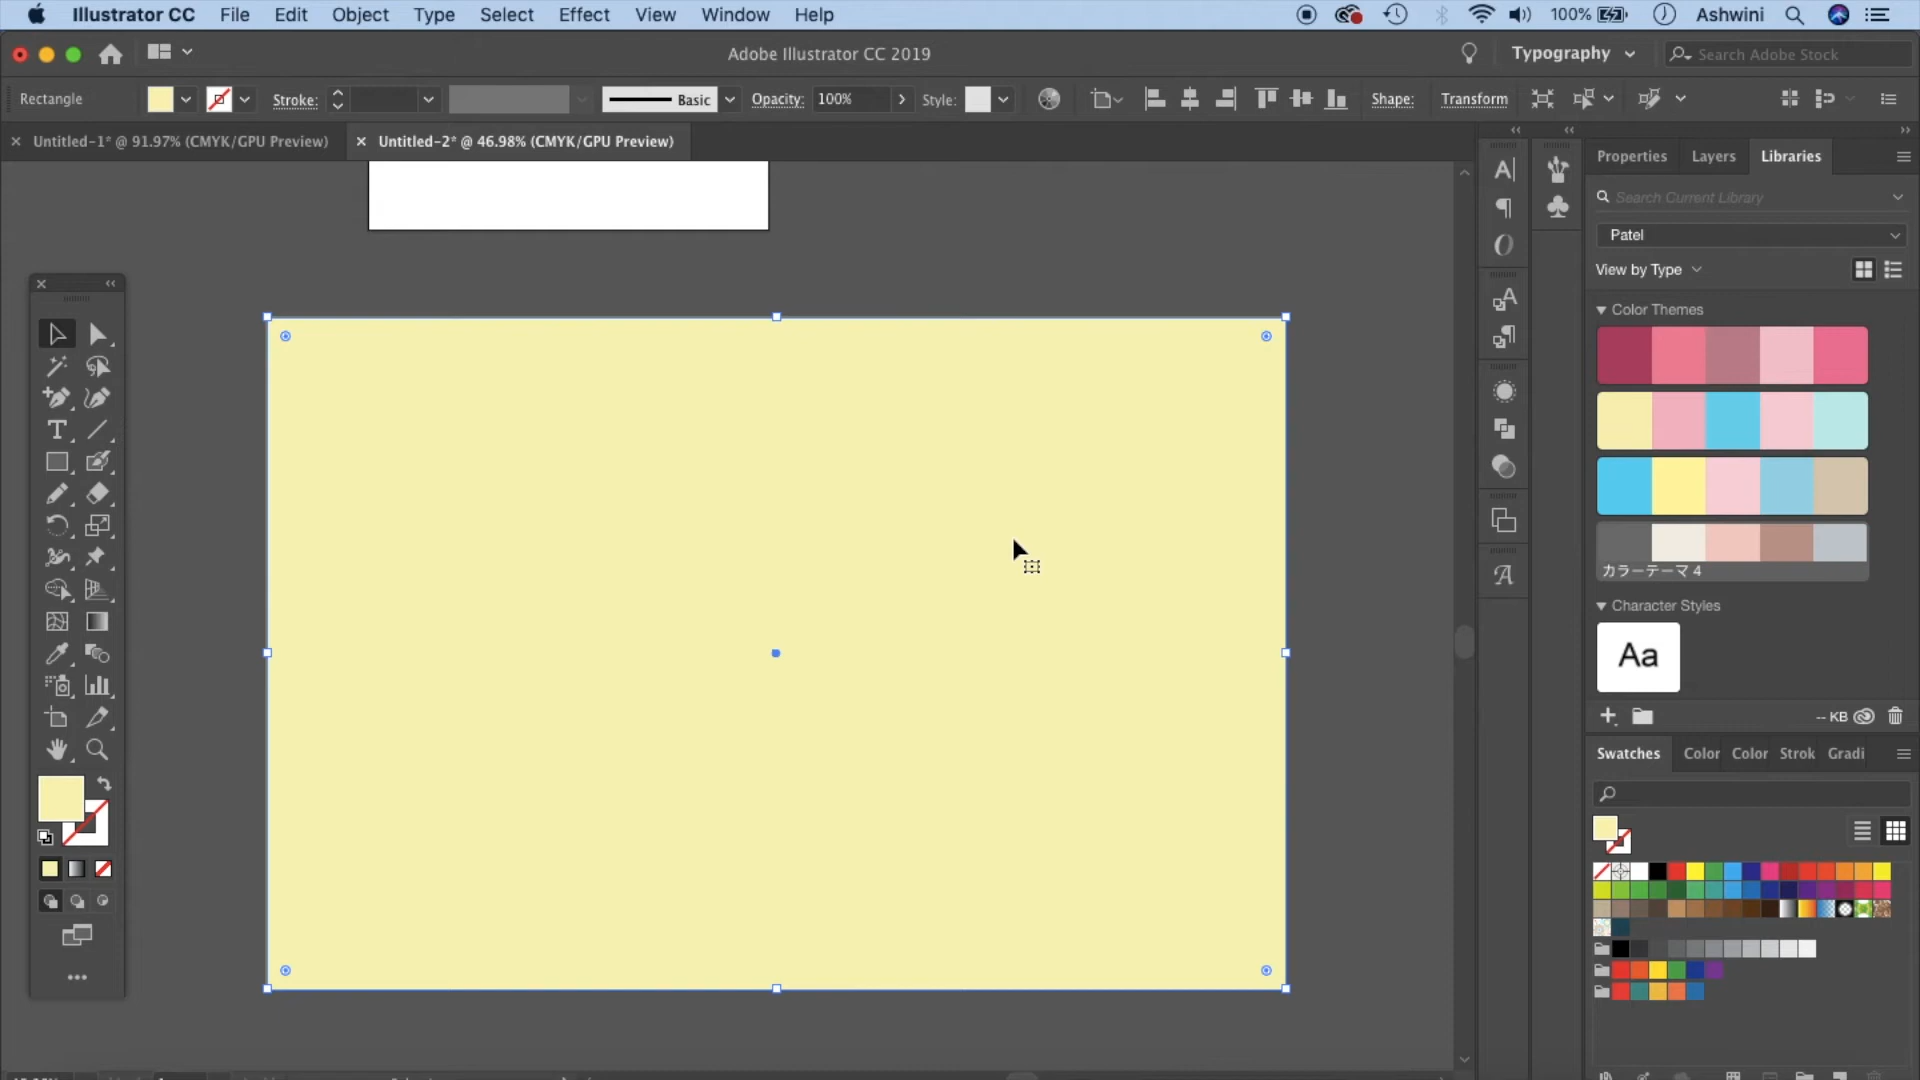 Illustrator CC File Edit Object Type Select Effect View Window Help 100% Ashwini
Adobe Illustrator CC 2019 Typography Search Adobe Stock
Rectangle Stroke: Basic Opacity: 100% Style: Shape: Transform
Untitled-1* @ 91.97% (CMYK/GPU Preview) Untitled-2* @ 46.98% (CMYK/GPU Preview)
Properties Layers Libraries
Search Current Library
Patel
View by Type
Color Themes
カラーテーマ 4
Character Styles
Aa
-- KB
Swatches Color Color Strok Gradi